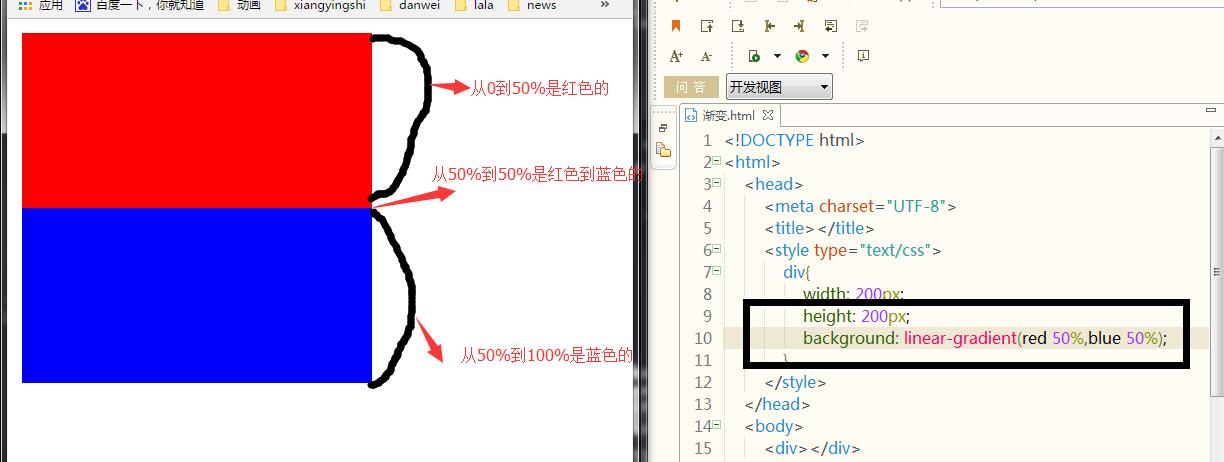 应用 百度一下，你就知道 动画 xiangyingshi danwei lala news »
从0到50%是红色的
从50%到50%是红色到蓝色的
从50%到100%是蓝色的
A+ A-
问 答 开发视图
渐变.html
1 <!DOCTYPE html>
2 <html>
3 <head>
4 <meta charset="UTF-8">
5 <title></title>
6 <style type="text/css">
7 div{
8 width: 200px;
9 height: 200px;
10 background: linear-gradient(red 50%,blue 50%);
11 }
12 </style>
13 </head>
14 <body>
15 <div></div>